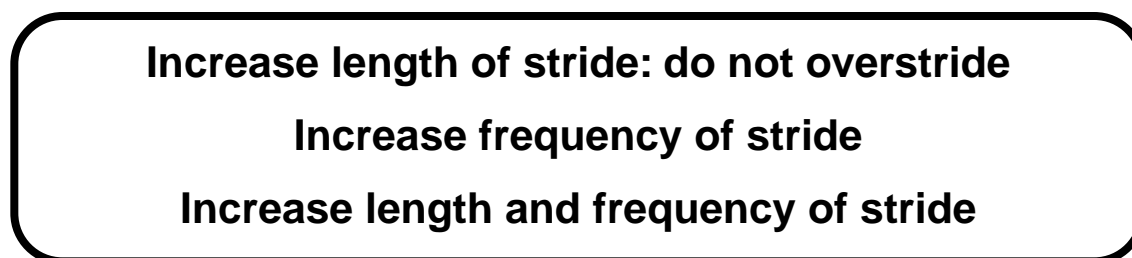 Increase length of stride: do not overstride
Increase frequency of stride
Increase length and frequency of stride